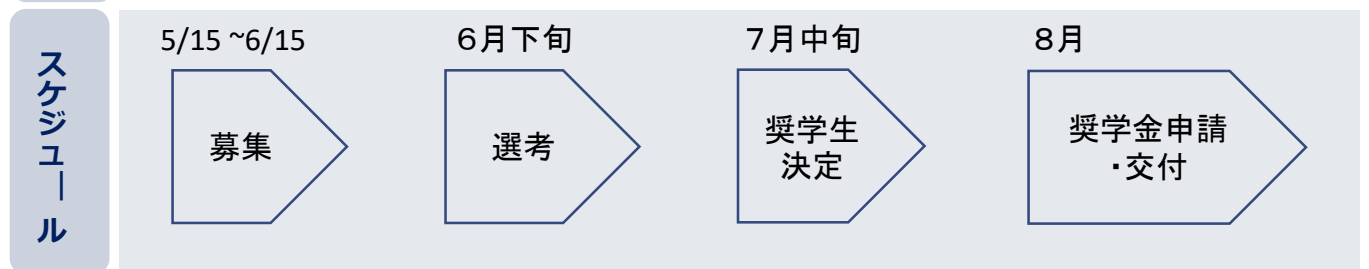 スケジュール
5/15 ~6/15
６月下旬
７月中旬
８月
募集
選考
奨学生
決定
奨学金申請
・交付